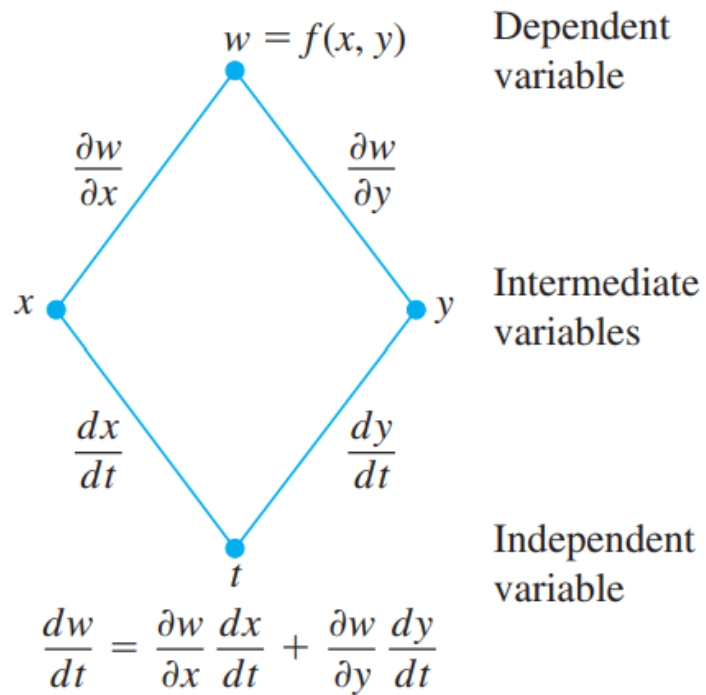 w = f(x, y)
Dependent
variable
∂w/∂x
∂w/∂y
x
y
Intermediate
variables
dx/dt
dy/dt
t
Independent
variable
dw/dt = ∂w/∂x dx/dt + ∂w/∂y dy/dt